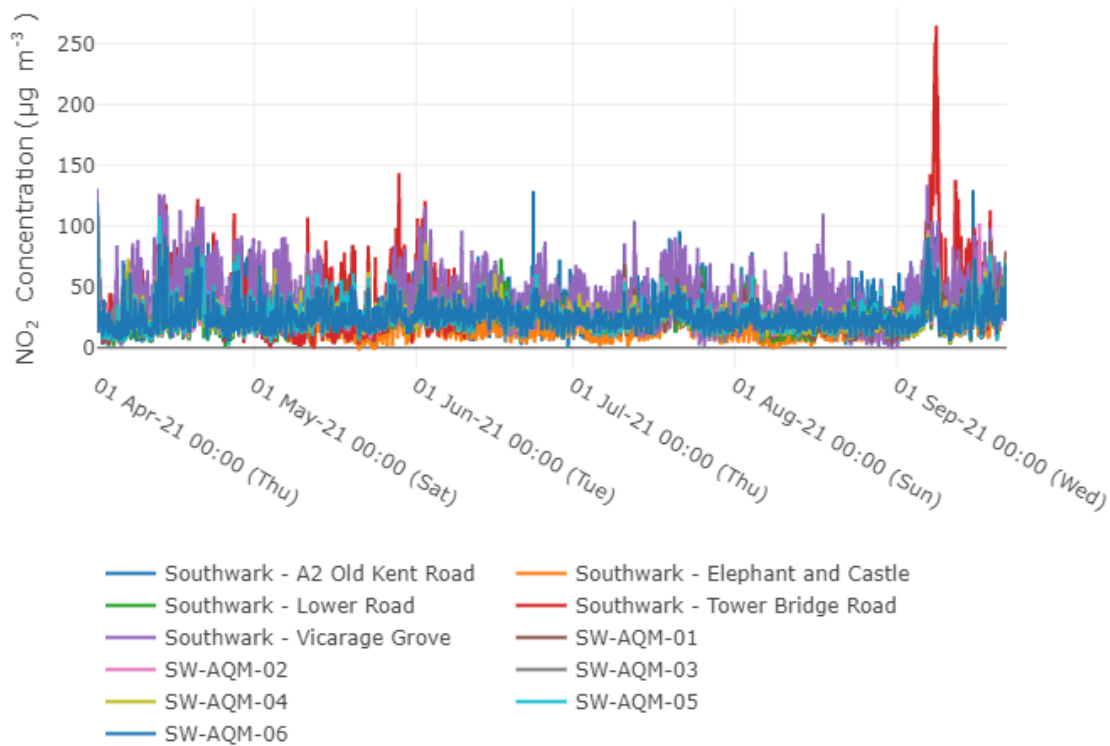 NO₂ Concentration (µg m⁻³)
250
200
150
100
50
0
01 Apr-21 00:00 (Thu)
01 May-21 00:00 (Sat)
01 Jun-21 00:00 (Tue)
01 Jul-21 00:00 (Thu)
01 Aug-21 00:00 (Sun)
01 Sep-21 00:00 (Wed)
Southwark - A2 Old Kent Road
Southwark - Elephant and Castle
Southwark - Lower Road
Southwark - Tower Bridge Road
Southwark - Vicarage Grove
SW-AQM-01
SW-AQM-02
SW-AQM-03
SW-AQM-04
SW-AQM-05
SW-AQM-06